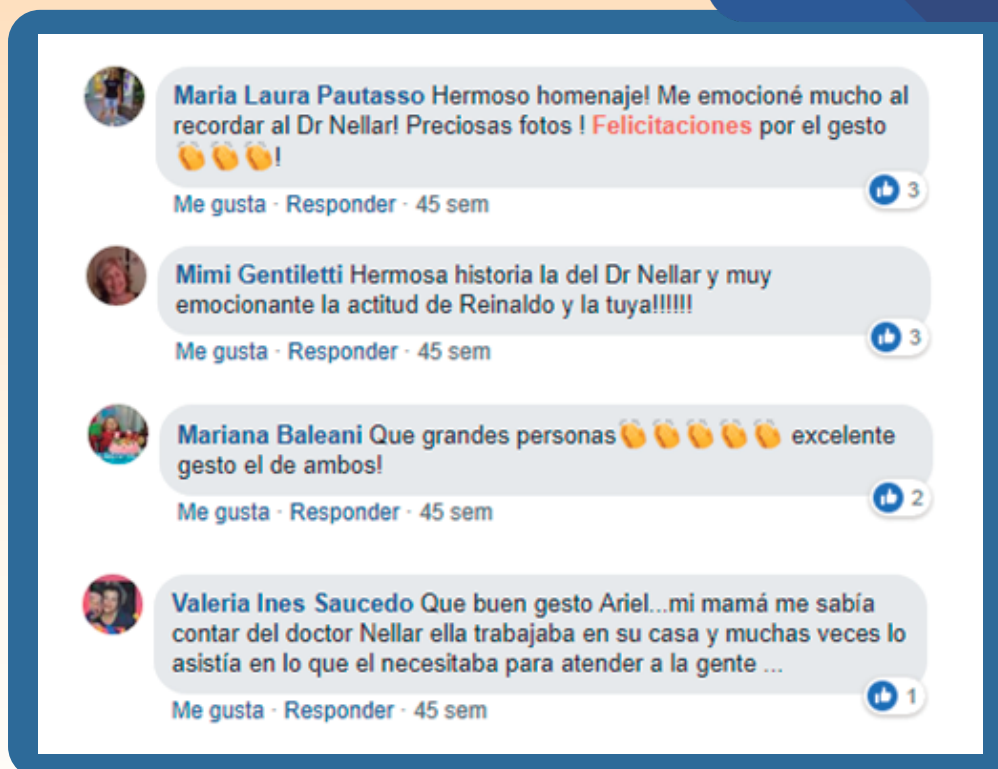 Maria Laura Pautasso Hermoso homenaje! Me emocioné mucho al
recordar al Dr Nellar! Preciosas fotos ! Felicitaciones por el gesto
👏👏👏!
3
Me gusta · Responder · 45 sem
Mimi Gentiletti Hermosa historia la del Dr Nellar y muy
emocionante la actitud de Reinaldo y la tuya!!!!!!
3
Me gusta · Responder · 45 sem
Mariana Baleani Que grandes personas👏👏👏👏👏 excelente
gesto el de ambos!
2
Me gusta · Responder · 45 sem
Valeria Ines Saucedo Que buen gesto Ariel...mi mamá me sabía
contar del doctor Nellar ella trabajaba en su casa y muchas veces lo
asistía en lo que el necesitaba para atender a la gente ...
1
Me gusta · Responder · 45 sem